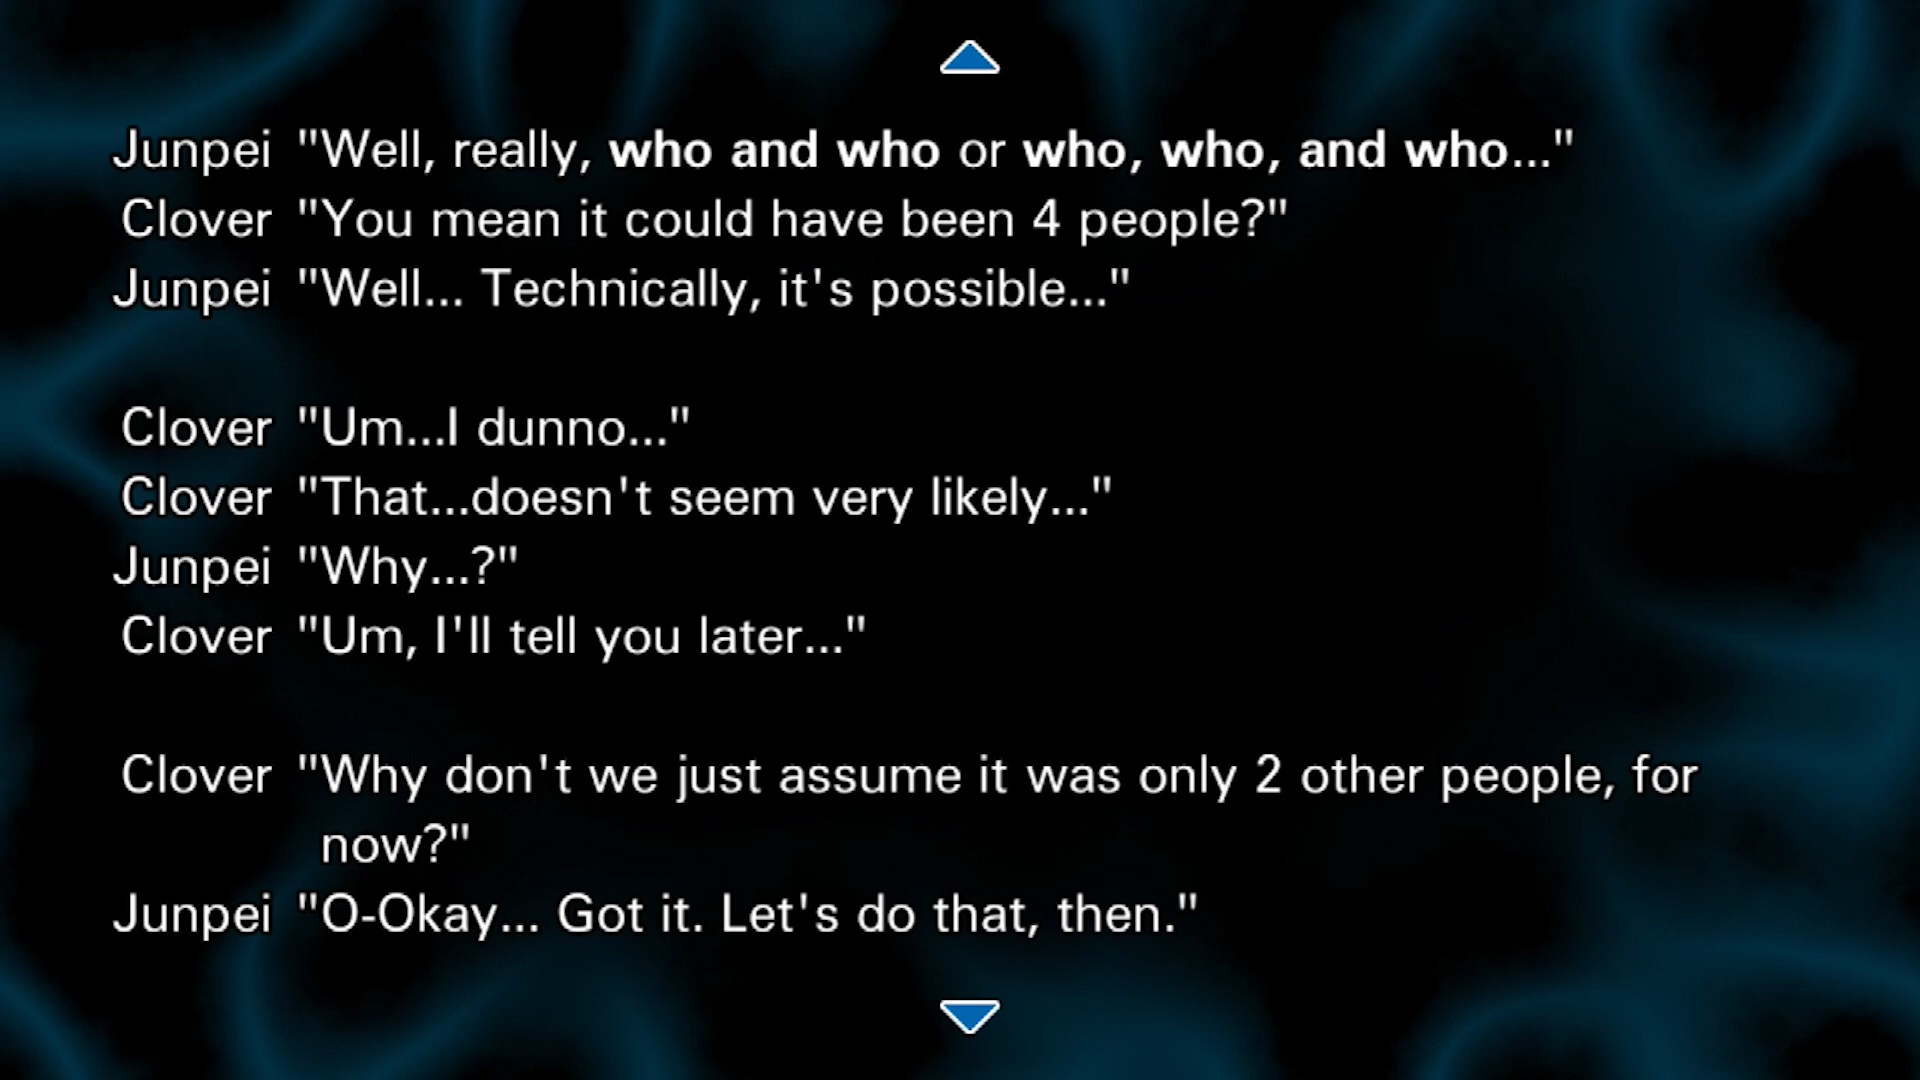 Junpei "Well, really, who and who or who, who, and who..."
Clover "You mean it could have been 4 people?"
Junpei "Well... Technically, it's possible..."
Clover "Um...I dunno..."
Clover "That...doesn't seem very likely..."
Junpei "Why...?"
Clover "Um, I'll tell you later..."
Clover "Why don't we just assume it was only 2 other people, for
now?"
Junpei "O-Okay... Got it. Let's do that, then."